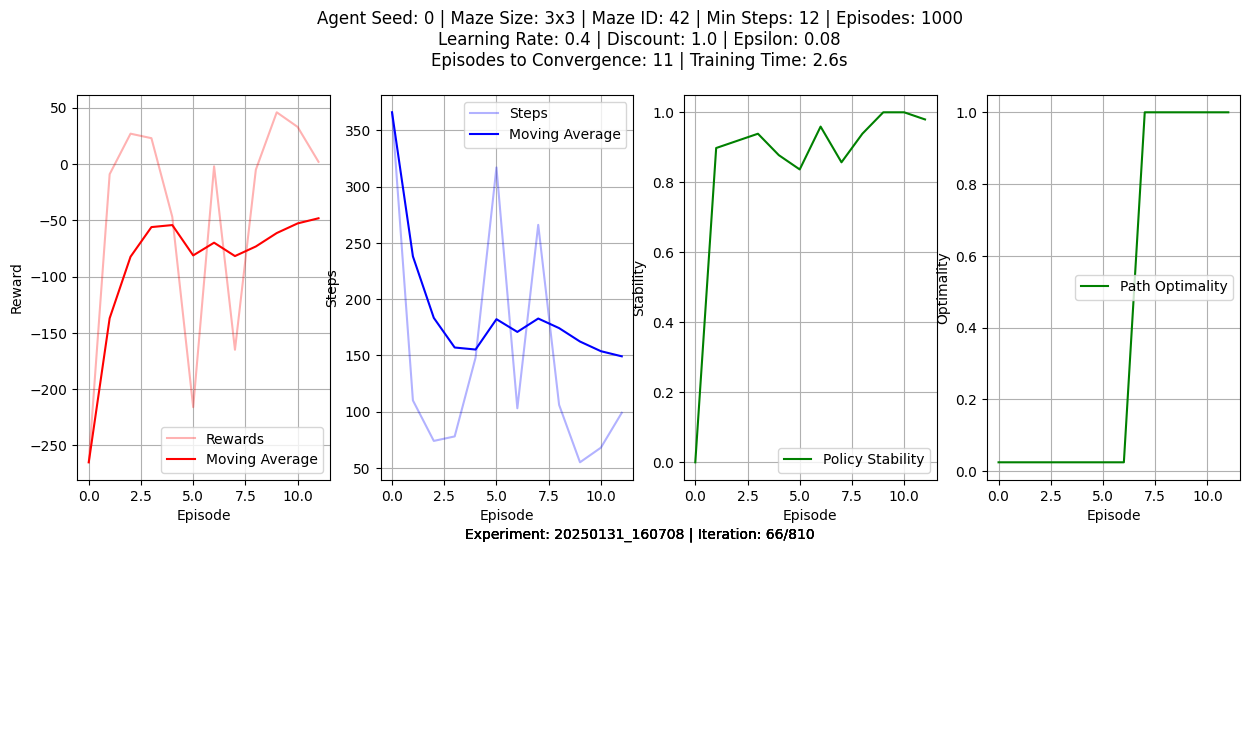 Agent Seed: 0 | Maze Size: 3x3 | Maze ID: 42 | Min Steps: 12 | Episodes: 1000
Learning Rate: 0.4 | Discount: 1.0 | Epsilon: 0.08
Episodes to Convergence: 11 | Training Time: 2.6s
50
0
−50
−100
−150
−200
−250
Reward
Rewards
Moving Average
0.0 2.5 5.0 7.5 10.0
Episode
350
300
250
200
150
100
50
Steps
Steps
Moving Average
0.0 2.5 5.0 7.5 10.0
Episode
1.0
0.8
0.6
0.4
0.2
0.0
Stability
Policy Stability
0.0 2.5 5.0 7.5 10.0
Episode
1.0
0.8
0.6
0.4
0.2
0.0
Optimality
Path Optimality
0.0 2.5 5.0 7.5 10.0
Episode
Experiment: 20250131_160708 | Iteration: 66/810